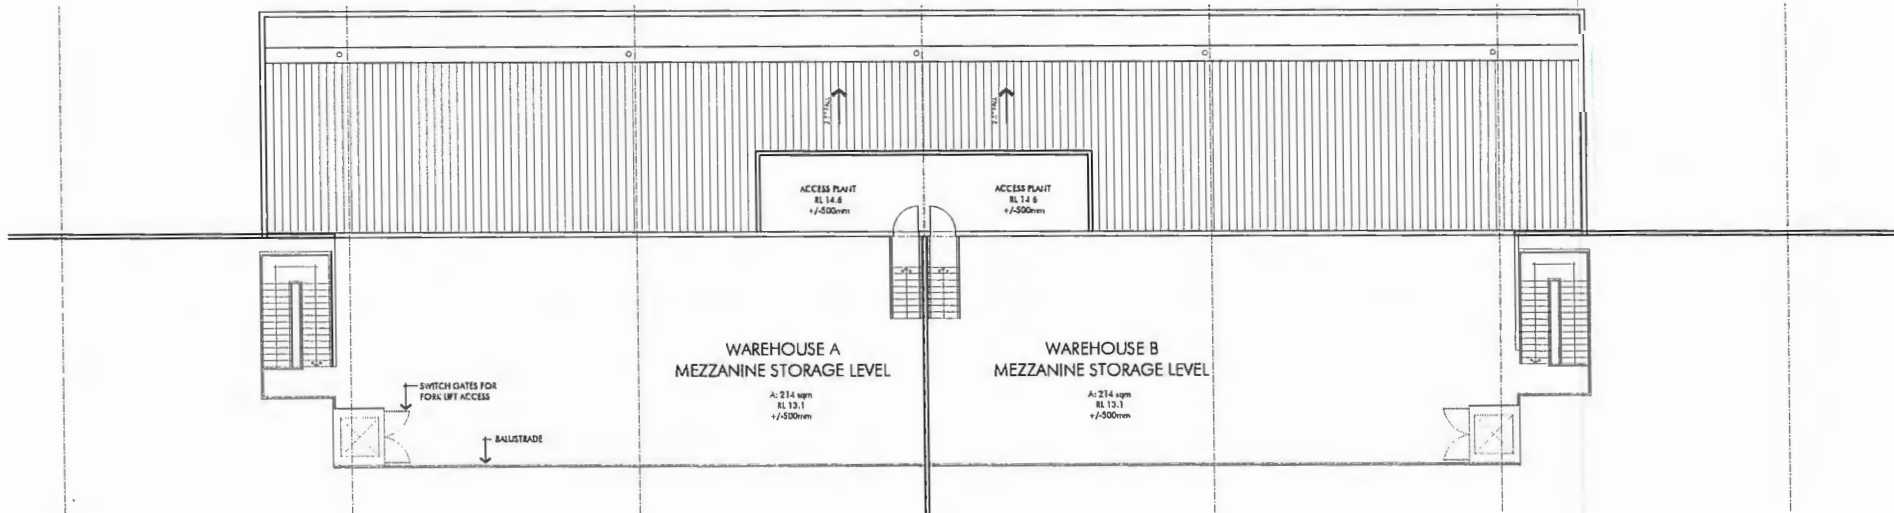 ACCESS PLANT
RL 14.6
+/-500mm
ACCESS PLANT
RL 14 6
+/-500mm
WAREHOUSE A
MEZZANINE STORAGE LEVEL
A: 214 sqm
RL 13.1
+/-500mm
WAREHOUSE B
MEZZANINE STORAGE LEVEL
A: 214 sqm
RL 13.1
+/-500mm
SWITCH GATES FOR
FORK LIFT ACCESS
BALUSTRADE